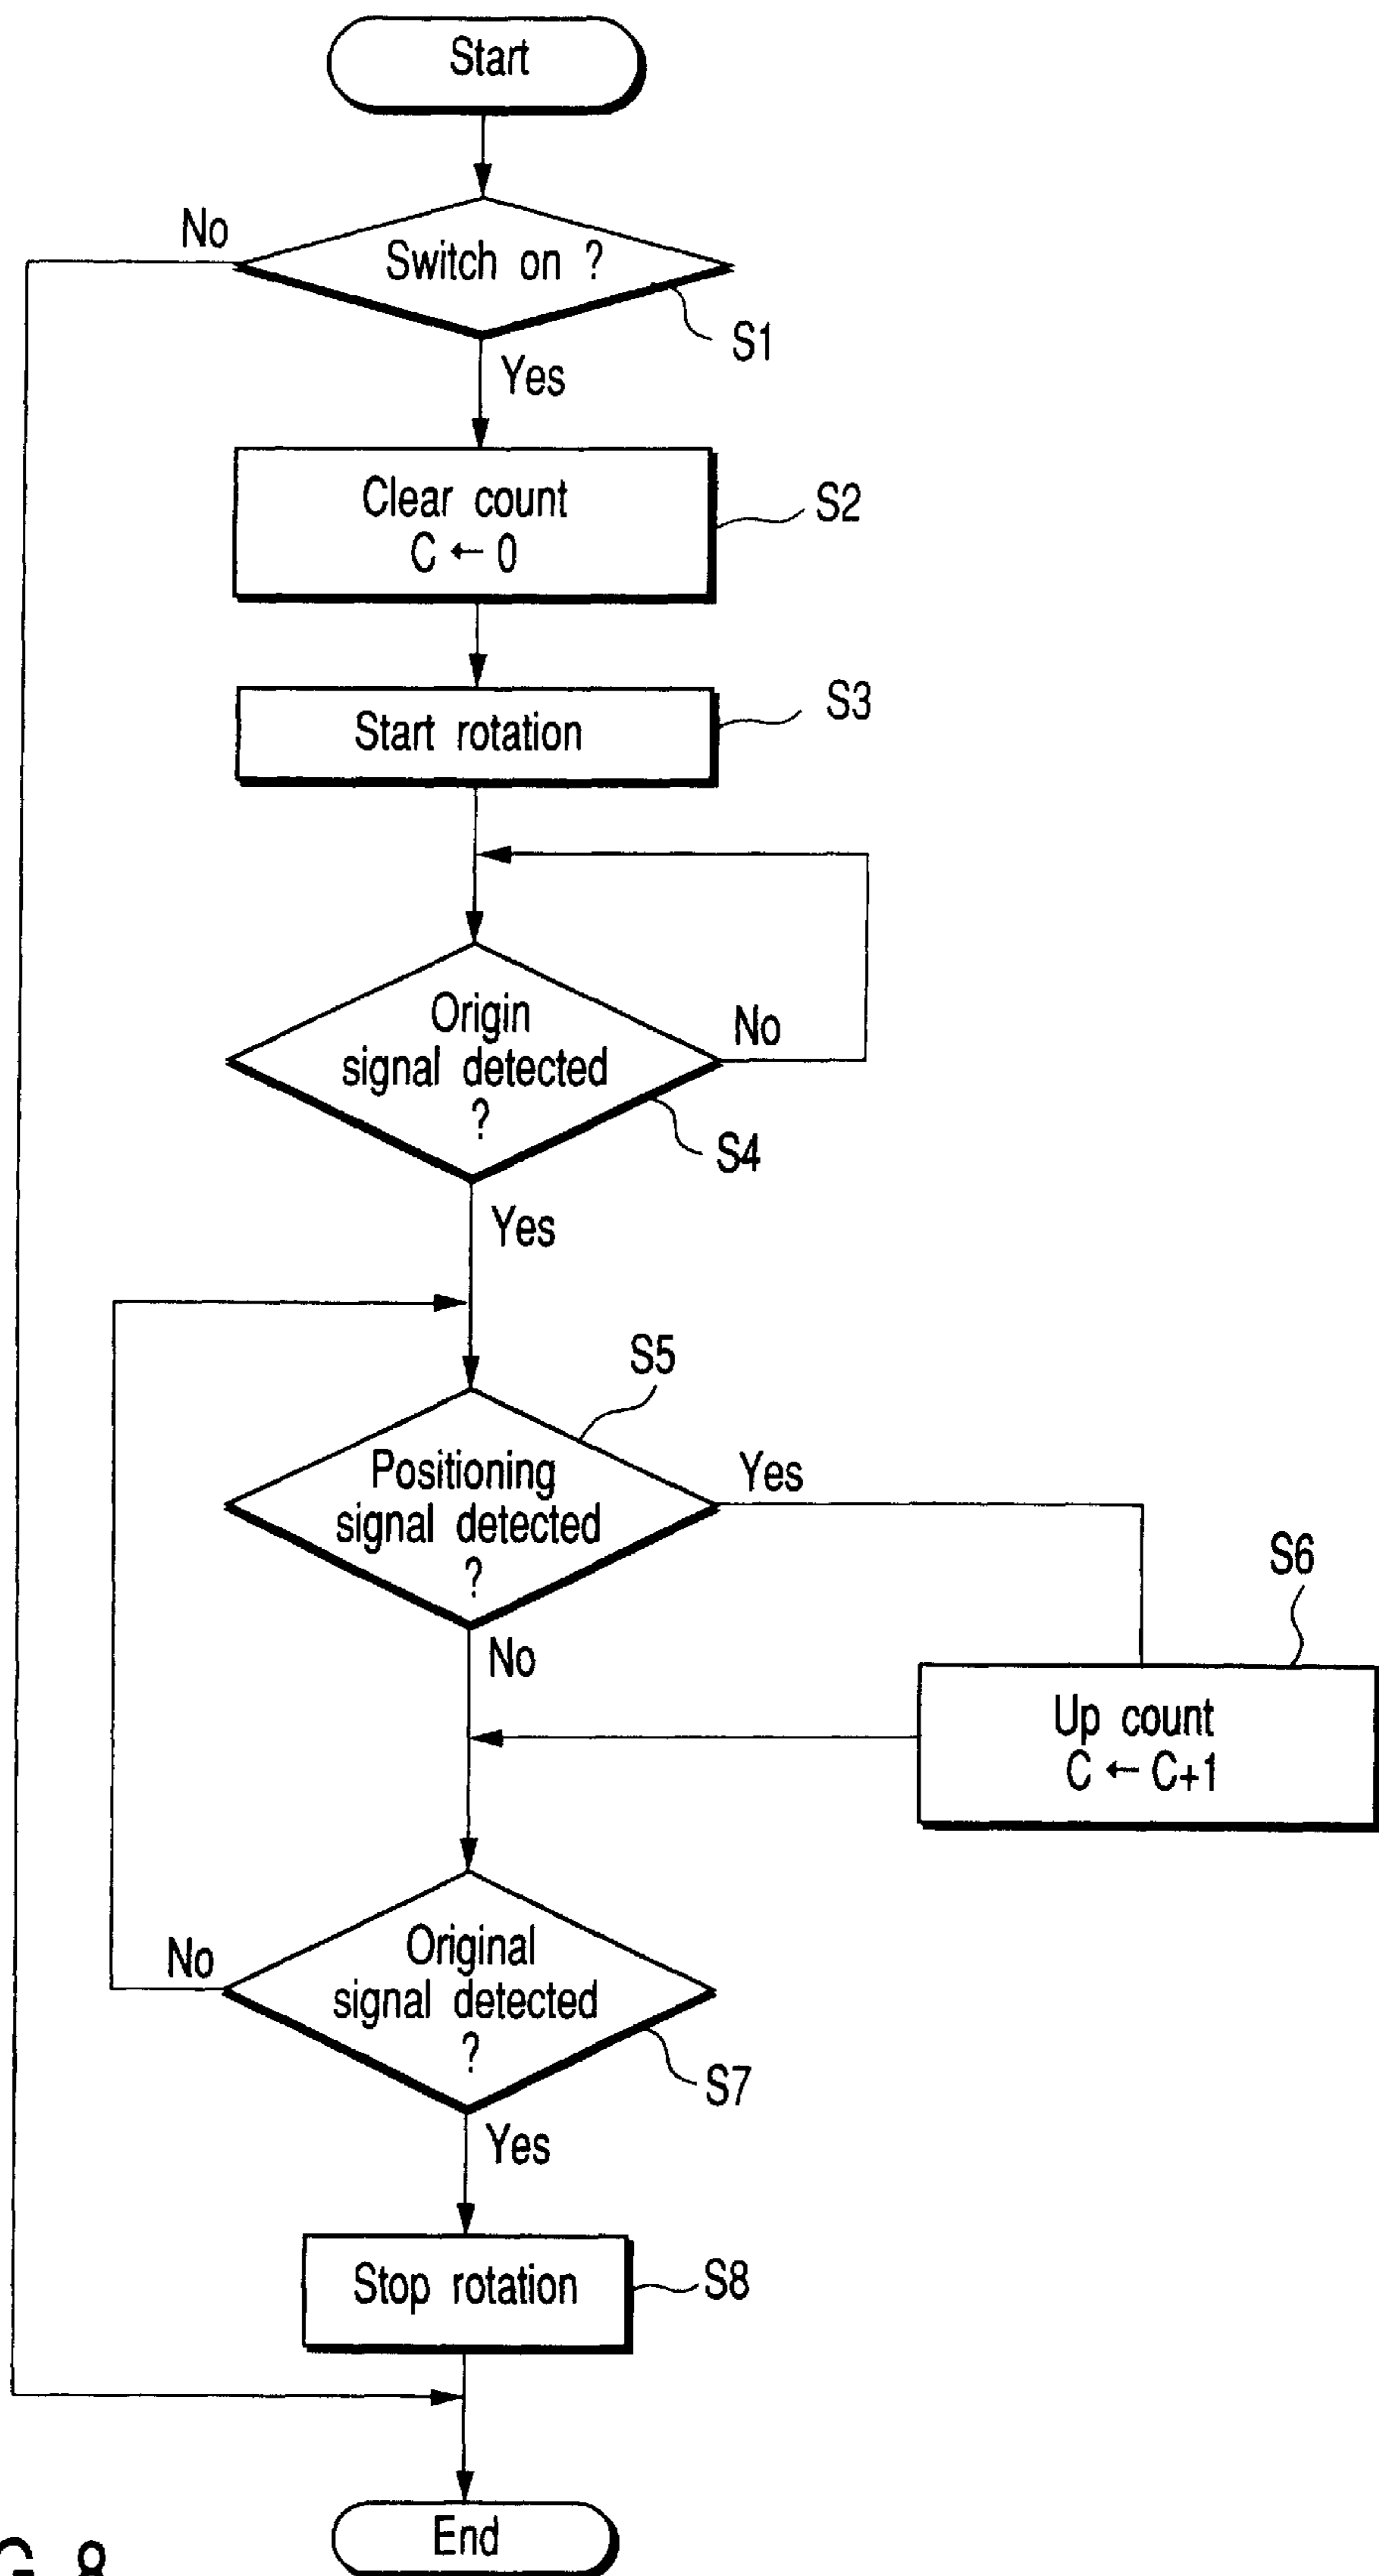 Start
No
Switch on ?
S1
Yes
Clear count
C ← 0
S2
Start rotation
S3
Origin
signal detected
?
No
S4
Yes
S5
Positioning
signal detected
?
Yes
S6
No
Up count
C ← C+1
Original
signal detected
?
No
S7
Yes
Stop rotation
S8
End
G 8